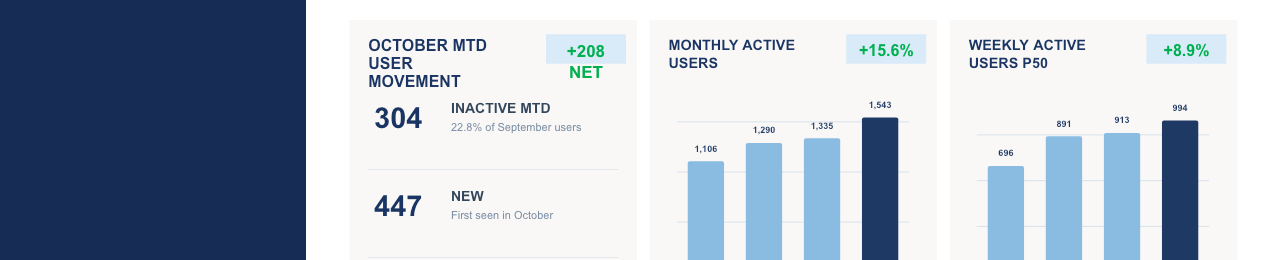 OCTOBER MTD
USER
MOVEMENT
+208
NET
304
INACTIVE MTD
22.8% of September users
447
NEW
First seen in October
MONTHLY ACTIVE
USERS
+15.6%
1,106
1,290
1,335
1,543
WEEKLY ACTIVE
USERS P50
+8.9%
696
891
913
994